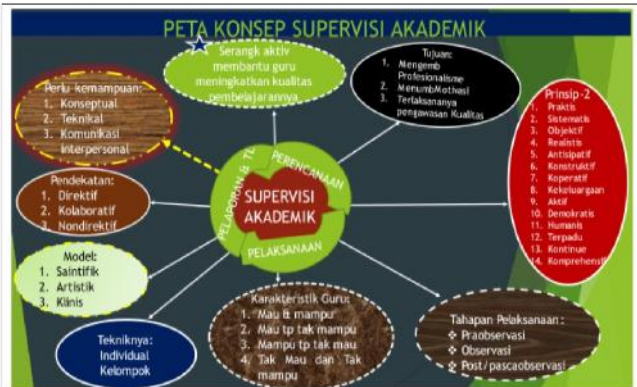 PETA KONSEP SUPERVISI AKADEMIK
Serangk aktiv
membantu guru
meningkatkan kualitas
pembelajarannya
Tujuan:
1. Mengemb
Profesionalisme
2. MenumbMotivasi
3. Terlaksananya
pengawasan Kualitas
Perlu kemampuan:
1. Konseptual
2. Teknikal
3. Komunikasi
interpersonal
Prinsip-2
1. Praktis
2. Sistematis
3. Objektif
4. Realistis
5. Antisipatif
6. Konstruktif
7. Koperatif
8. Kekeluargaan
9. Aktif
10. Demokratis
11. Humanis
12. Terpadu
13. Kontinue
14. Komprehensif
Pendekatan:
1. Direktif
2. Kolaboratif
3. Nondirektif
PERENCANAAN
PELAKSANAAN
PELAPORAN & TL
SUPERVISI
AKADEMIK
Model:
1. Saintifik
2. Artistik
3. Klinis
Tekniknya:
Individual
Kelompok
Karakteristik Guru:
1. Mau & mampu
2. Mau tp tak mampu
3. Mampu tp tak mau
4. Tak Mau dan Tak
mampu
Tahapan Pelaksanaan :
❖ Praobservasi
❖ Observasi
❖ Post/pascaobservasi